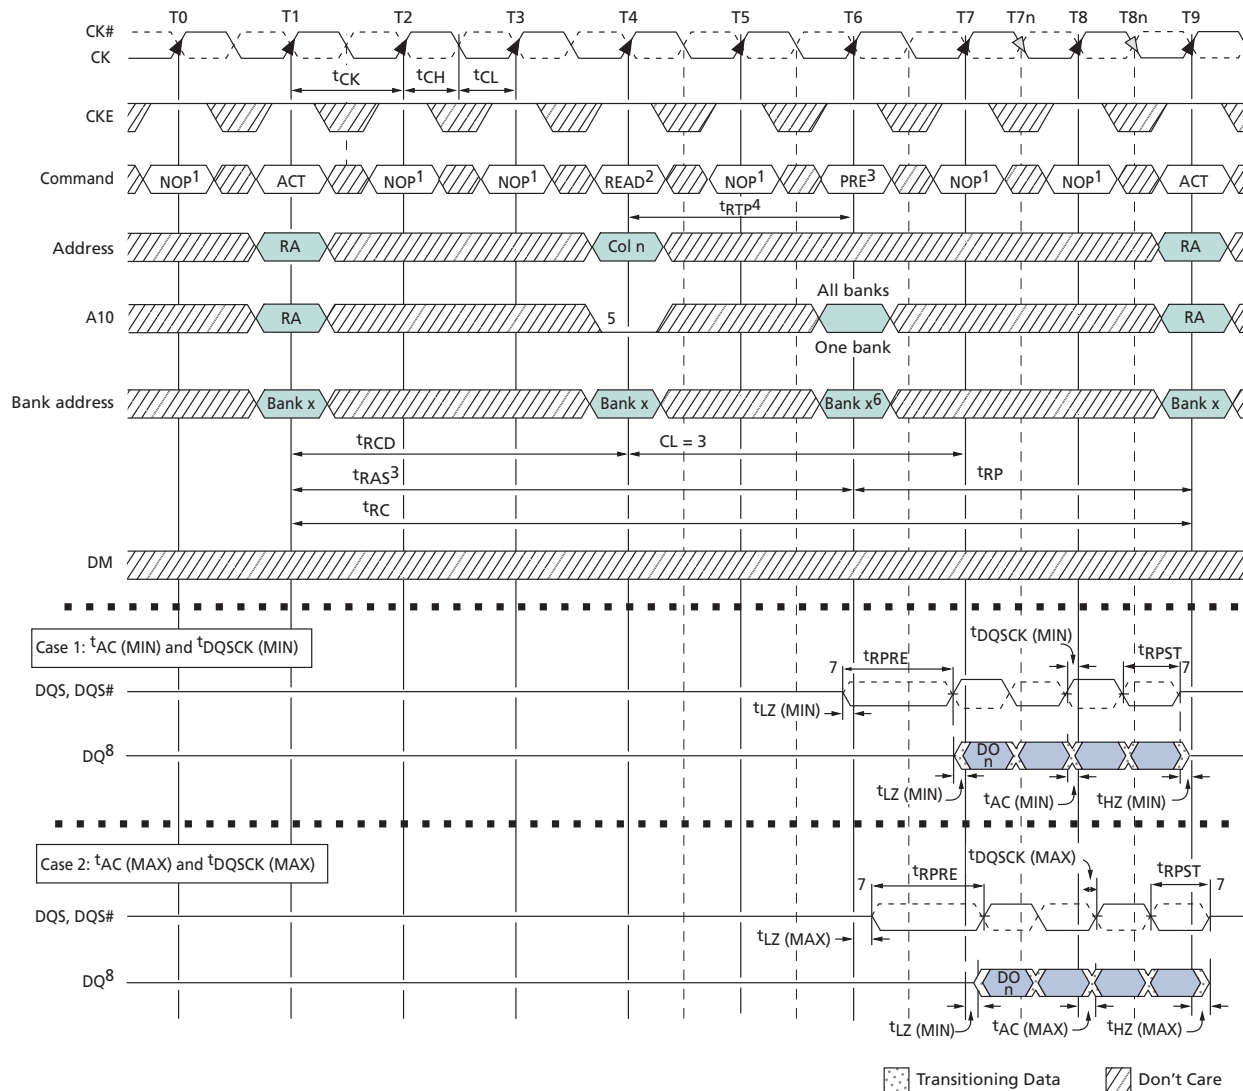 T0 T1 T2 T3 T4 T5 T6 T7 T7n T8 T8n T9
CK#
CK
tCK tCH tCL
CKE
Command NOP1 ACT NOP1 NOP1 READ2 NOP1 PRE3 NOP1 NOP1 ACT
tRTP4
Address RA Col n RA
All banks
A10 RA 5 RA
One bank
Bank address Bank x Bank x Bank x6 Bank x
tRCD CL = 3
tRAS3 tRP
tRC
DM
Case 1: tAC (MIN) and tDQSCK (MIN)
tDQSCK (MIN)
7 tRPRE tRPST 7
DQS, DQS#
tLZ (MIN)
DQ8 DO n
tLZ (MIN) tAC (MIN) tHZ (MIN)
Case 2: tAC (MAX) and tDQSCK (MAX)
tDQSCK (MAX)
7 tRPRE tRPST 7
DQS, DQS#
tLZ (MAX)
DQ8 DO n
tLZ (MIN) tAC (MAX) tHZ (MAX)
Transitioning Data Don't Care